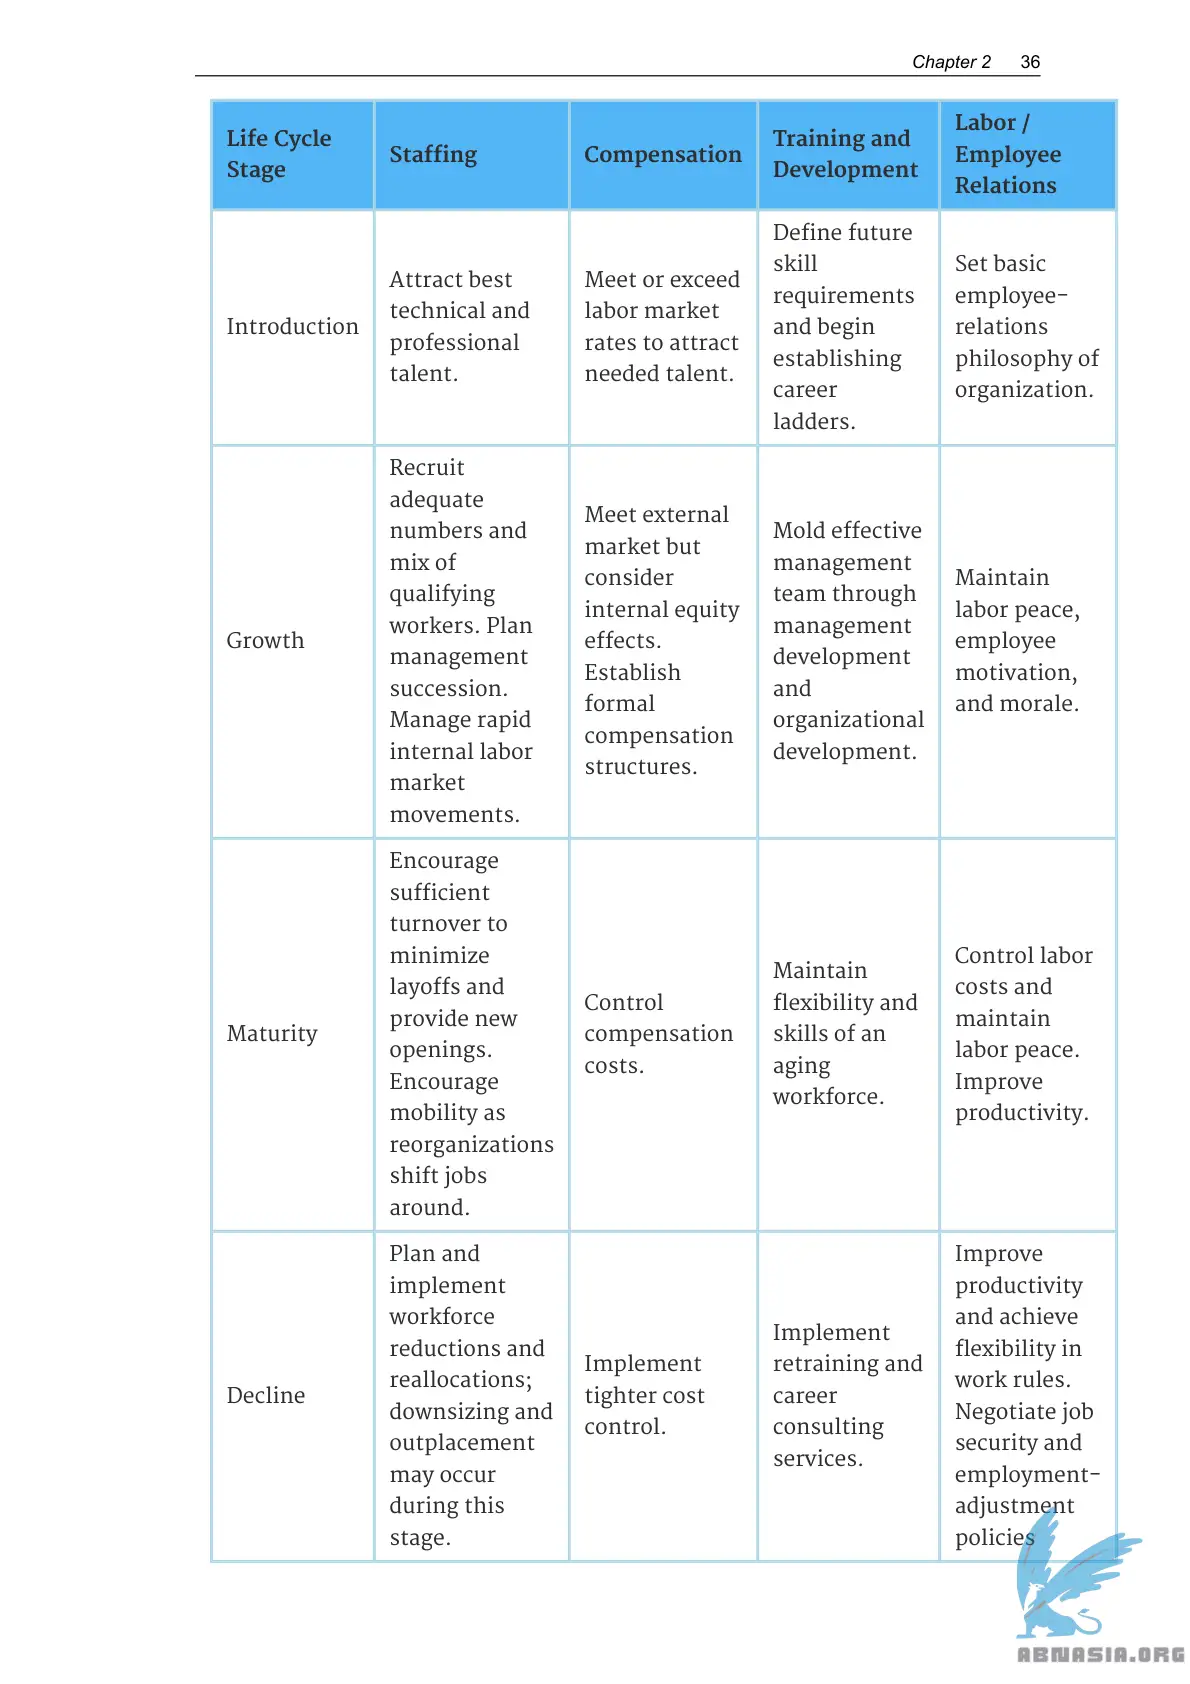 Chapter 2 36
Life Cycle
Stage
Staffing
Compensation
Training and
Development
Labor /
Employee
Relations
Introduction
Attract best
technical and
professional
talent.
Meet or exceed
labor market
rates to attract
needed talent.
Define future
skill
requirements
and begin
establishing
career
ladders.
Set basic
employee-
relations
philosophy of
organization.
Growth
Recruit
adequate
numbers and
mix of
qualifying
workers. Plan
management
succession.
Manage rapid
internal labor
market
movements.
Meet external
market but
consider
internal equity
effects.
Establish
formal
compensation
structures.
Mold effective
management
team through
management
development
and
organizational
development.
Maintain
labor peace,
employee
motivation,
and morale.
Maturity
Encourage
sufficient
turnover to
minimize
layoffs and
provide new
openings.
Encourage
mobility as
reorganizations
shift jobs
around.
Control
compensation
costs.
Maintain
flexibility and
skills of an
aging
workforce.
Control labor
costs and
maintain
labor peace.
Improve
productivity.
Decline
Plan and
implement
workforce
reductions and
reallocations;
downsizing and
outplacement
may occur
during this
stage.
Implement
tighter cost
control.
Implement
retraining and
career
consulting
services.
Improve
productivity
and achieve
flexibility in
work rules.
Negotiate job
security and
employment-
adjustment
policies
ABNASIA.ORG